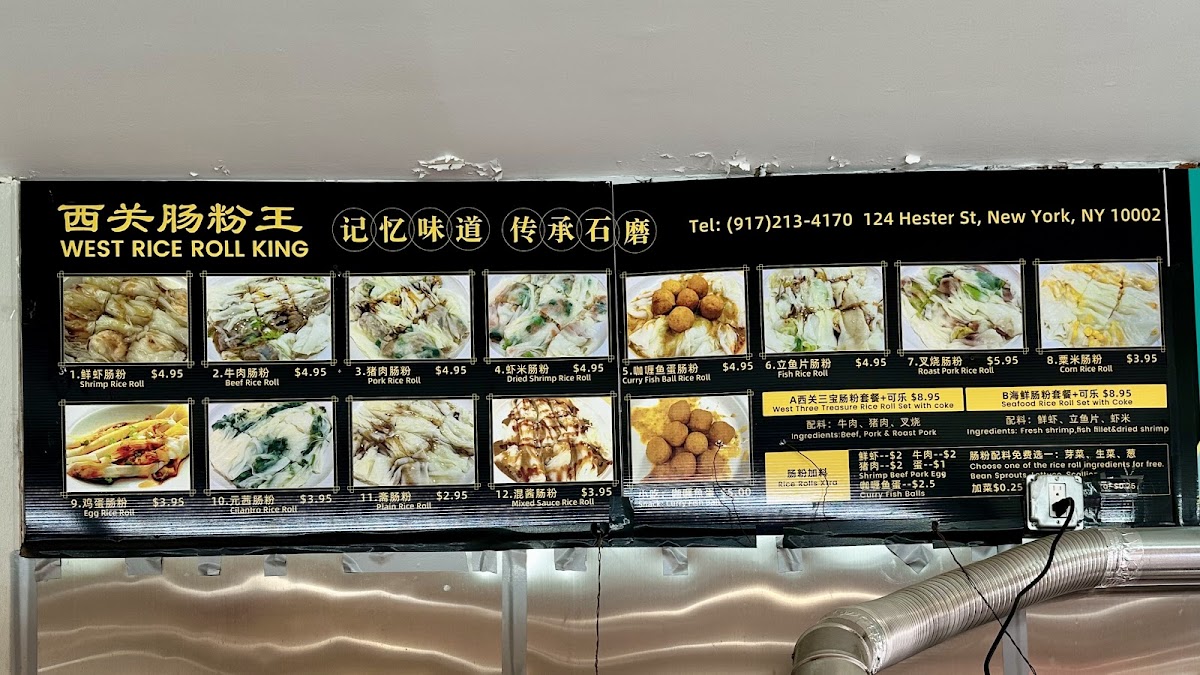 西关肠粉王
WEST RICE ROLL KING
记忆味道 传承石磨
Tel: (917)213-4170 124 Hester St, New York, NY 10002
1.鲜虾肠粉 $4.95
Shrimp Rice Roll
2.牛肉肠粉 $4.95
Beef Rice Roll
3.猪肉肠粉 $4.95
Pork Rice Roll
4.虾米肠粉 $4.95
Dried Shrimp Rice Roll
5.咖喱鱼蛋肠粉 $4.95
Curry Fish Ball Rice Roll
6.立鱼片肠粉 $4.95
Fish Rice Roll
7.叉烧肠粉 $5.95
Roast Pork Rice Roll
8.粟米肠粉 $3.95
Corn Rice Roll
9.鸡蛋肠粉 $3.95
Egg Rice Roll
10.元茜肠粉 $3.95
Cilantro Rice Roll
11.斋肠粉 $2.95
Plain Rice Roll
12.混酱肠粉 $3.95
Mixed Sauce Rice Roll
$5.00
A西关三宝肠粉套餐+可乐 $8.95
West Three Treasure Rice Roll Set with coke
配料：牛肉、猪肉、叉烧
Ingredients:Beef, Pork & Roast Pork
B海鲜肠粉套餐+可乐 $8.95
Seafood Rice Roll Set with Coke
配料：鲜虾、立鱼片、虾米
Ingredients: Fresh shrimp,fish fillet&dried shrimp
肠粉加料
Rice Rolls Xtra
鲜虾--$2 牛肉--$2
猪肉--$2 蛋--$1
Shrimp Beef Pork Egg
咖喱鱼蛋--$2.5
Curry Fish Balls
肠粉配料免费选一：芽菜、生菜、葱
Choose one of the rice roll ingredients for free.
Bean Sprouts, Lettuce,
加菜$0.25